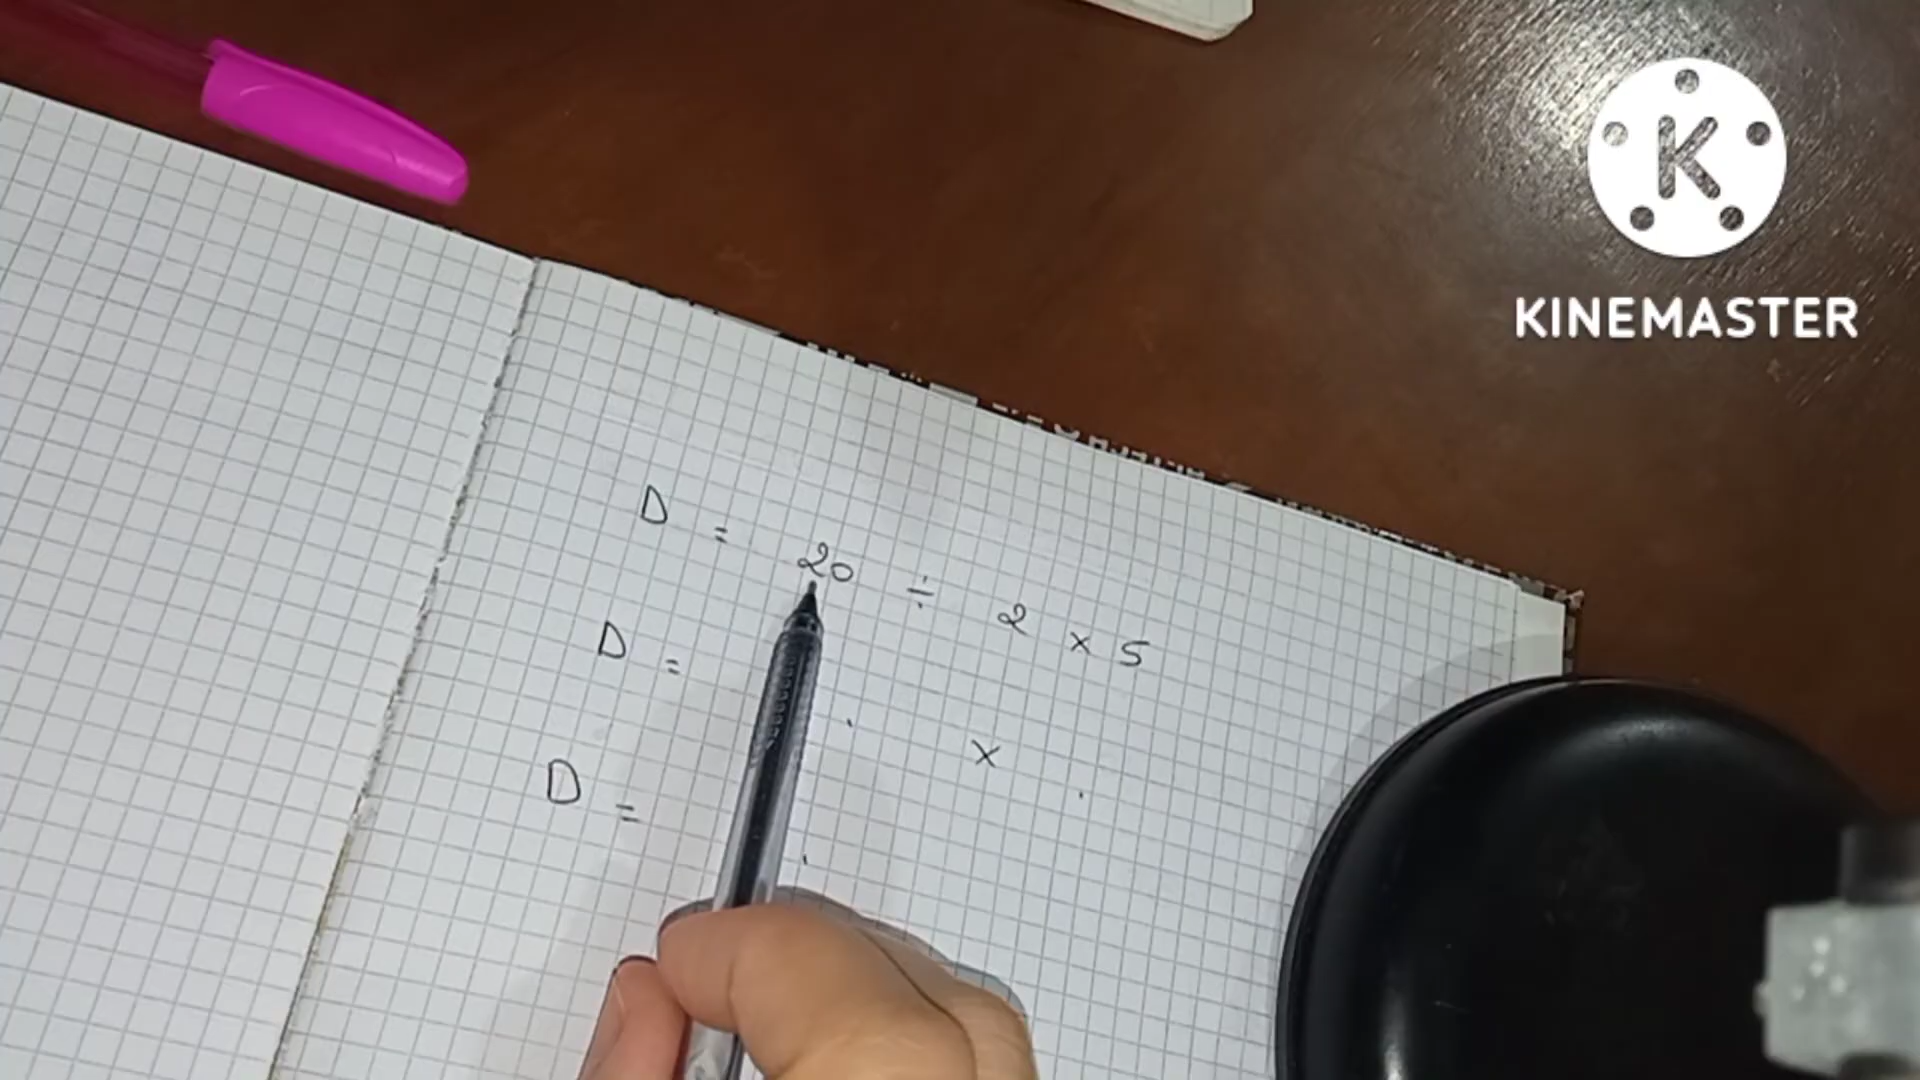 KINEMASTER
D = 20 ÷ 2 × 5
D = . × .
D = .